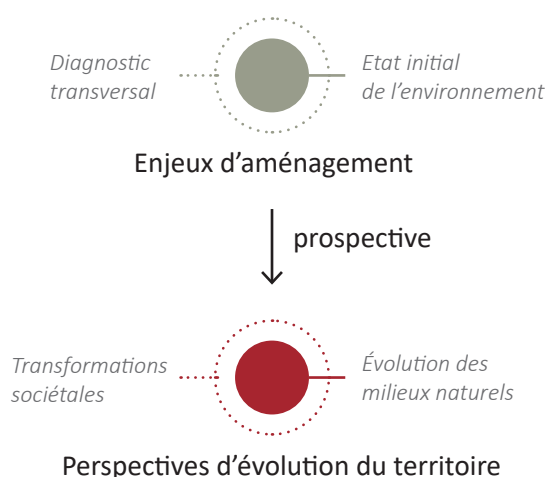 Diagnostic
transversal
Etat initial
de l'environnement
Enjeux d'aménagement
prospective
Transformations
sociétales
Évolution des
milieux naturels
Perspectives d'évolution du territoire